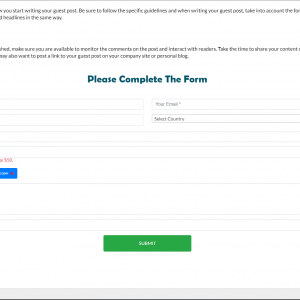 you start writing your guest post. Be sure to follow the specific guidelines and when writing your guest post, take into account the for
d headlines in the same way.
hed, make sure you are available to monitor the comments on the post and interact with readers. Take the time to share your content
may also want to post a link to your guest post on your company site or personal blog.
Please Complete The Form
Your Email *
Select Country
SUBMIT